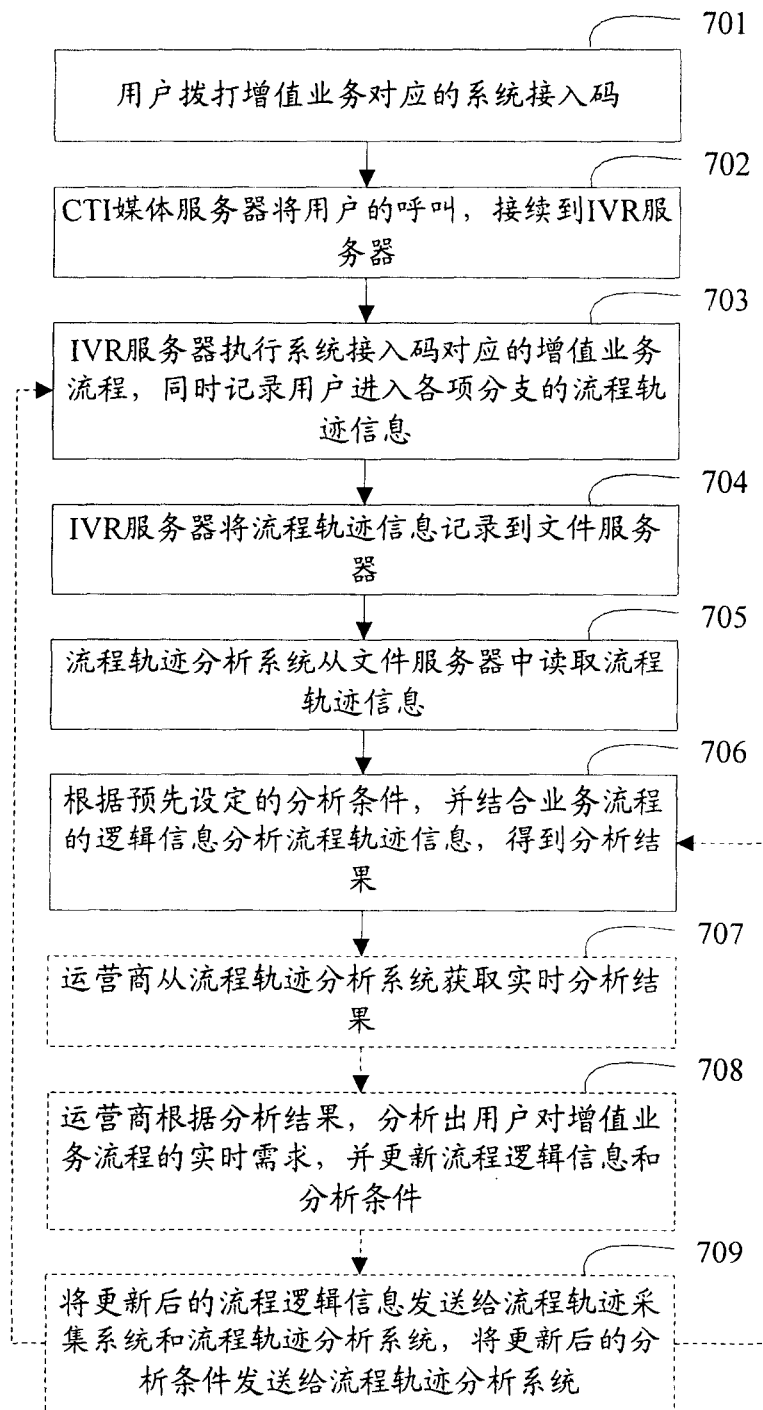 701
用户拨打增值业务对应的系统接入码
702
CTI媒体服务器将用户的呼叫，接续到IVR服
务器
703
IVR服务器执行系统接入码对应的增值业务
流程，同时记录用户进入各项分支的流程轨
迹信息
704
IVR服务器将流程轨迹信息记录到文件服务
器
705
流程轨迹分析系统从文件服务器中读取流程
轨迹信息
706
根据预先设定的分析条件，并结合业务流程
的逻辑信息分析流程轨迹信息，得到分析结
果
707
运营商从流程轨迹分析系统获取实时分析结
果
708
运营商根据分析结果，分析出用户对增值业
务流程的实时需求，并更新流程逻辑信息和
分析条件
709
将更新后的流程逻辑信息发送给流程轨迹采
集系统和流程轨迹分析系统，将更新后的分
析条件发送给流程轨迹分析系统